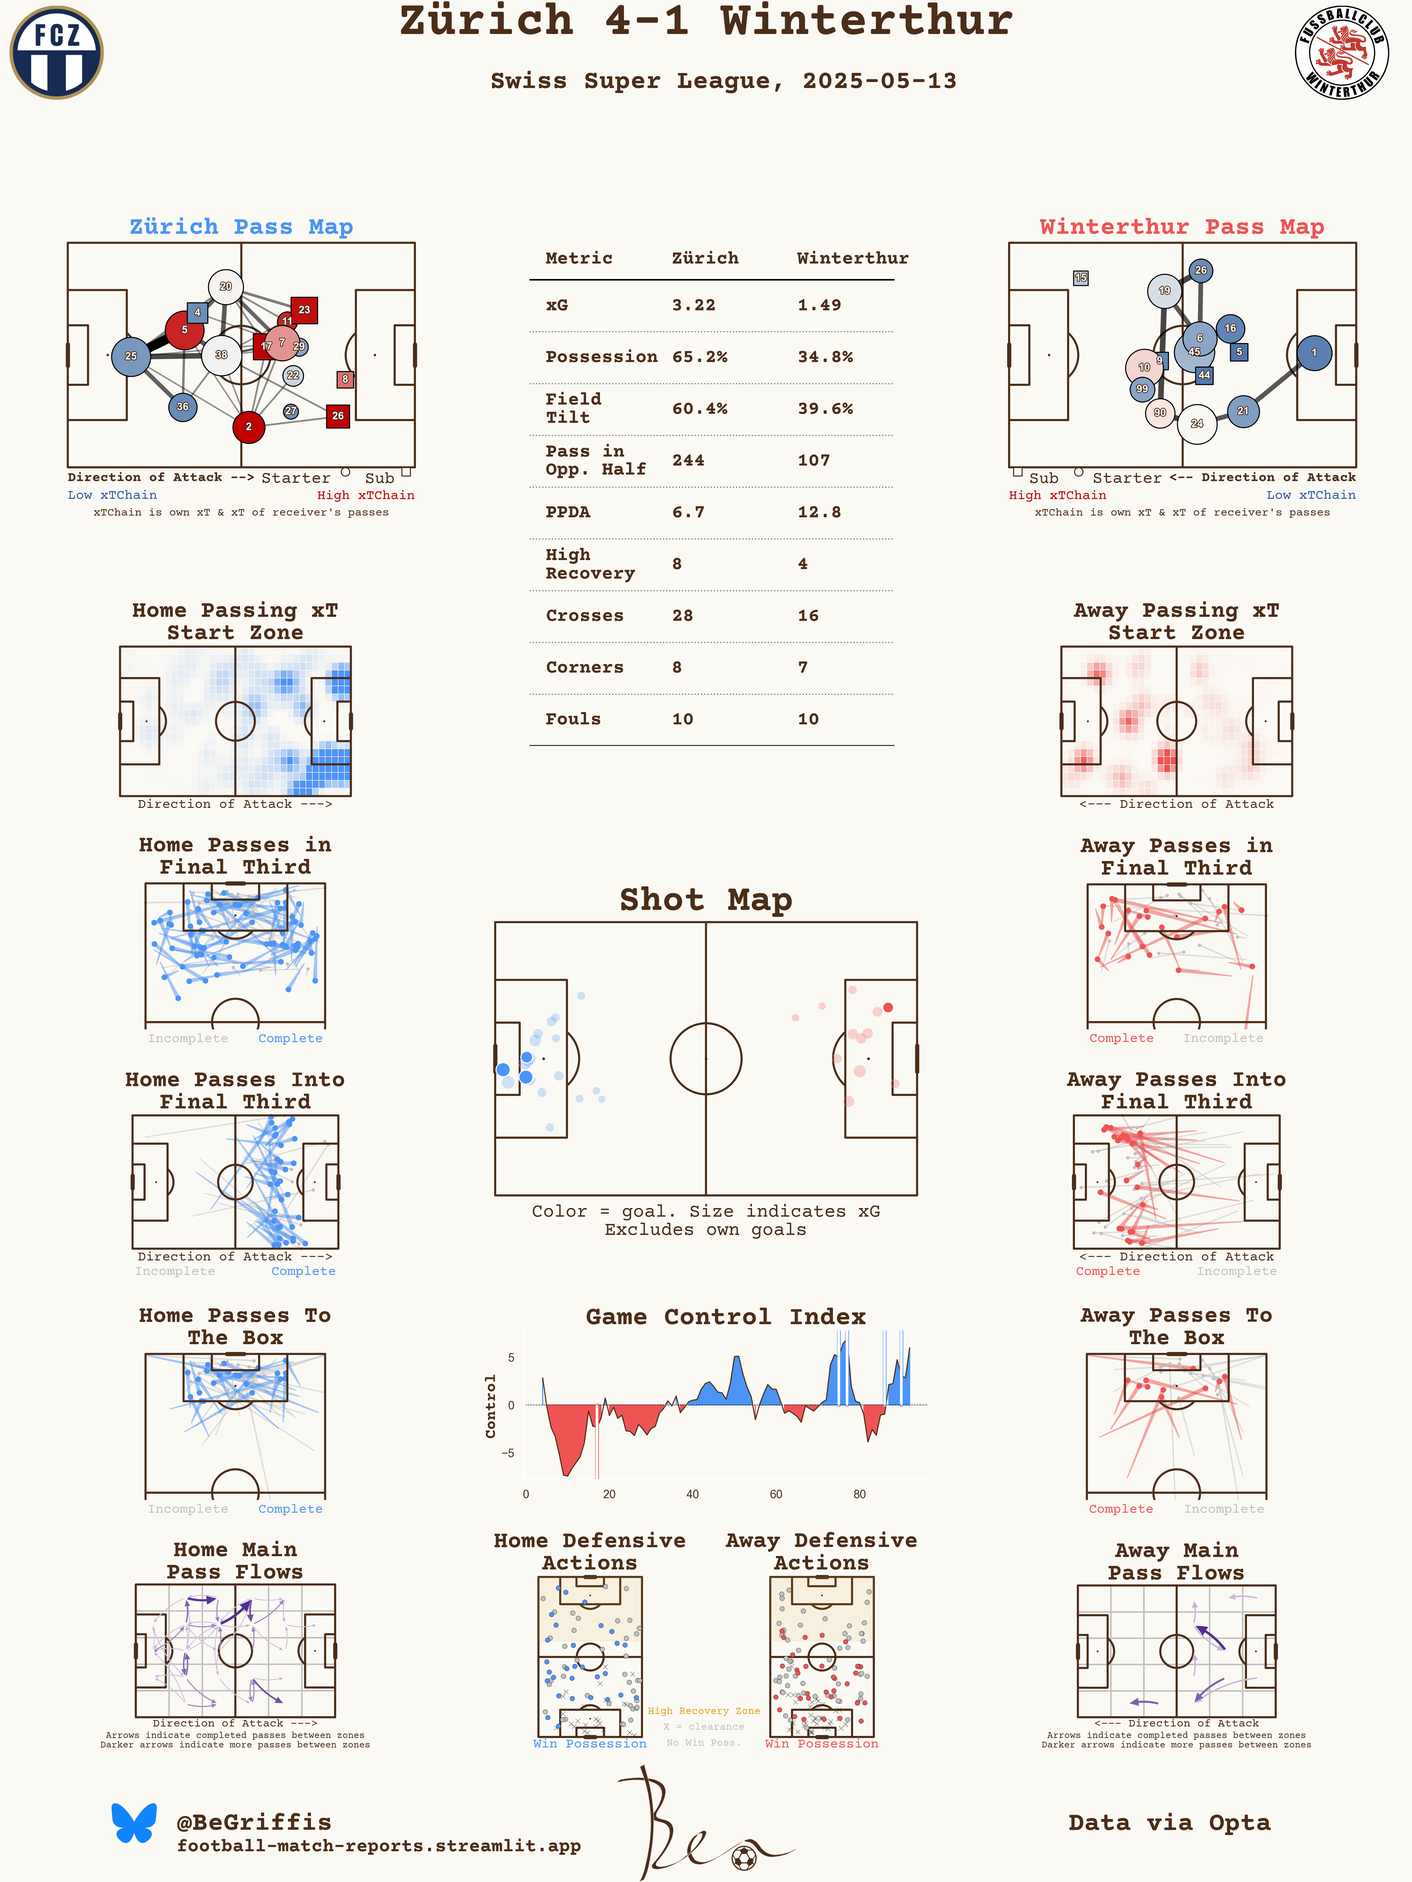 Zürich 4-1 Winterthur
Swiss Super League, 2025-05-13
FCZ
FUSSBALLCLUB
WINTERTHUR
Zürich Pass Map
20
4
23
5
11
7
17
29
25
38
22
8
36
27
26
2
Direction of Attack --> Starter Sub
Low xTChain High xTChain
xTChain is own xT & xT of receiver's passes
Metric Zürich Winterthur
xG 3.22 1.49
Possession 65.2% 34.8%
Field
Tilt 60.4% 39.6%
Pass in
Opp. Half 244 107
PPDA 6.7 12.8
High
Recovery 8 4
Crosses 28 16
Corners 8 7
Fouls 10 10
Winterthur Pass Map
15
26
19
16
6
45
5
1
9
10
44
99
90
21
24
Sub Starter <-- Direction of Attack
High xTChain Low xTChain
xTChain is own xT & xT of receiver's passes
Home Passing xT
Start Zone
Direction of Attack --->
Away Passing xT
Start Zone
<--- Direction of Attack
Home Passes in
Final Third
Incomplete Complete
Away Passes in
Final Third
Complete Incomplete
Shot Map
Color = goal. Size indicates xG
Excludes own goals
Home Passes Into
Final Third
Direction of Attack --->
Incomplete Complete
Away Passes Into
Final Third
<--- Direction of Attack
Complete Incomplete
Home Passes To
The Box
Incomplete Complete
Game Control Index
Control
5
0
−5
0 20 40 60 80
Away Passes To
The Box
Complete Incomplete
Home Main
Pass Flows
Direction of Attack --->
Arrows indicate completed passes between zones
Darker arrows indicate more passes between zones
Home Defensive
Actions
Win Possession
High Recovery Zone
X = clearance
No Win Poss.
Away Defensive
Actions
Win Possession
Away Main
Pass Flows
<--- Direction of Attack
Arrows indicate completed passes between zones
Darker arrows indicate more passes between zones
@BeGriffis
football-match-reports.streamlit.app
Ben
Data via Opta